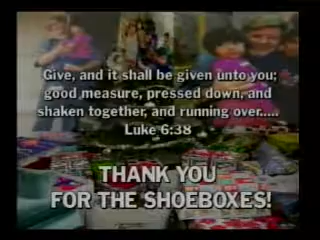 Give, and it shall be given unto you;
good measure, pressed down, and
shaken together, and running over.....
Luke 6:38
THANK YOU
FOR THE SHOEBOXES!